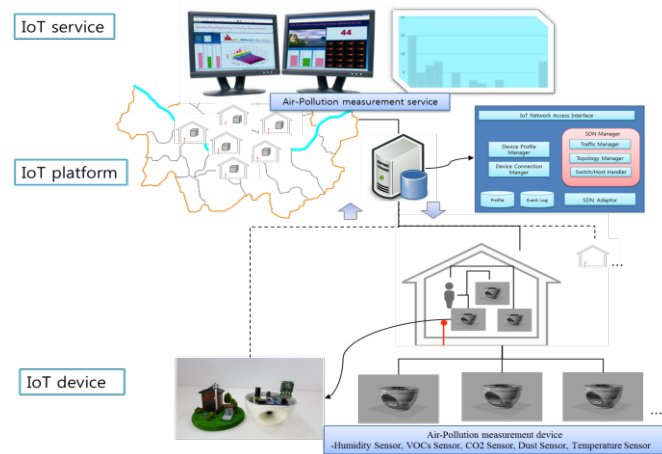 IoT service
44
Air-Pollution measurement service
IoT platform
IoT Network Access Interface
SDN Manager
Device Profile
Manager
Traffic Manager
Device Connection
Manger
Topology Manager
Switch/Host Handler
Profile
Event Log
SDN Adaptor
...
IoT device
...
Air-Pollution measurement device
-Humidity Sensor, VOCs Sensor, CO2 Sensor, Dust Sensor, Temperature Sensor